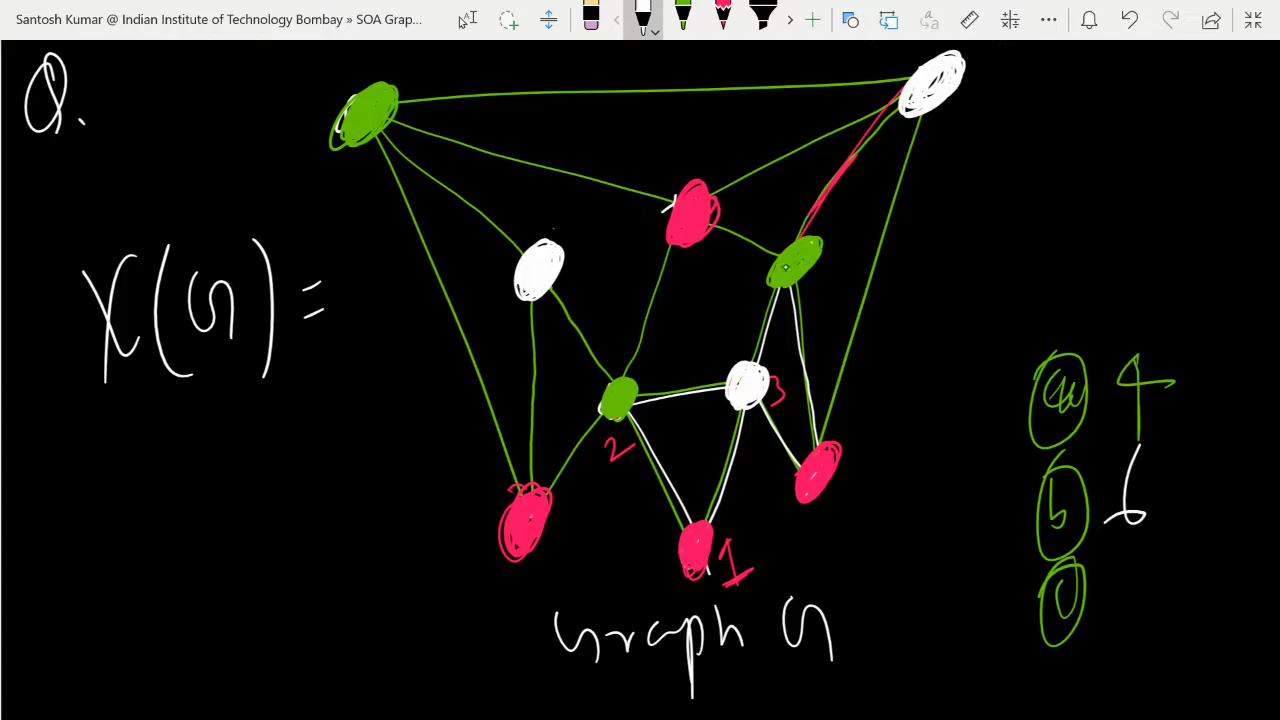 Santosh Kumar @ Indian Institute of Technology Bombay » SOA Grap...
Q.
χ(G) =
3
2
1
a 4
b 6
c
Graph G